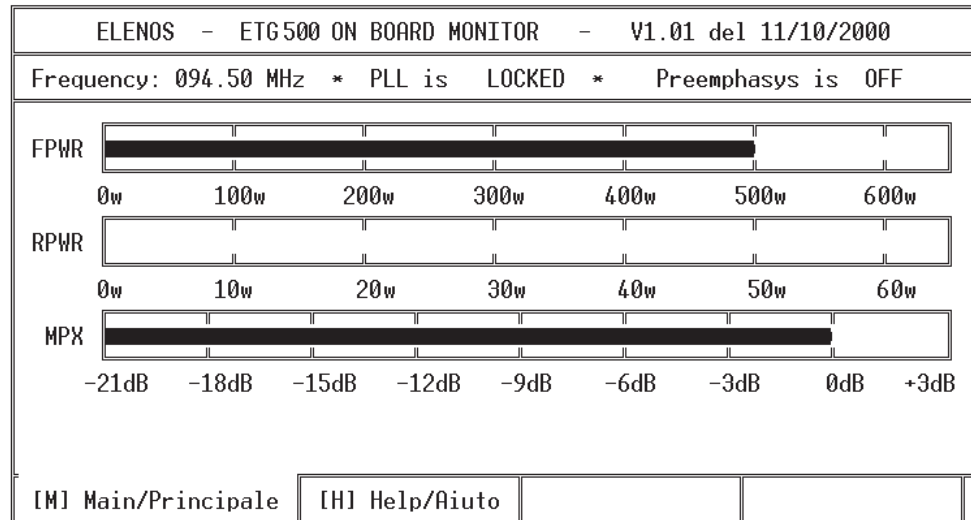 ELENOS - ETG500 ON BOARD MONITOR - V1.01 del 11/10/2000
Frequency: 094.50 MHz * PLL is LOCKED * Preemphasys is OFF
FPWR
0w 100w 200w 300w 400w 500w 600w
RPWR
0w 10w 20w 30w 40w 50w 60w
MPX
-21dB -18dB -15dB -12dB -9dB -6dB -3dB 0dB +3dB
[M] Main/Principale [H] Help/Aiuto